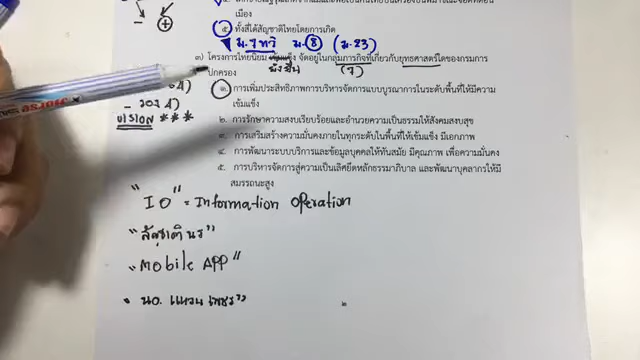 เมือง
๕. ทั้งสี่ได้สัญชาติไทยโดยการเกิด
ม. 7 ทวิ ม. 8 (ม. 23)
๓) โครงการไทยนิยม ยั่งยืน จัดอยู่ในกลุ่มภารกิจที่เกี่ยวกับยุทธศาสตร์ใดของกรมการ
ปกครอง (7)
๑. การเพิ่มประสิทธิภาพการบริหารจัดการแบบบูรณาการในระดับพื้นที่ให้มีความ
เข้มแข็ง
VISION ***
๒. การรักษาความสงบเรียบร้อยและอำนวยความเป็นธรรมให้สังคมสงบสุข
๓. การเสริมสร้างความมั่นคงภายในทุกระดับในพื้นที่ให้เข้มแข็ง มีเอกภาพ
๔. การพัฒนาระบบบริการและข้อมูลบุคคลให้ทันสมัย มีคุณภาพ เพื่อความมั่นคง
๕. การบริหารจัดการสู่ความเป็นเลิศยึดหลักธรรมาภิบาล และพัฒนาบุคลากรให้มี
สมรรถนะสูง
"IO" = Information Operation
"Mobile APP"
๒